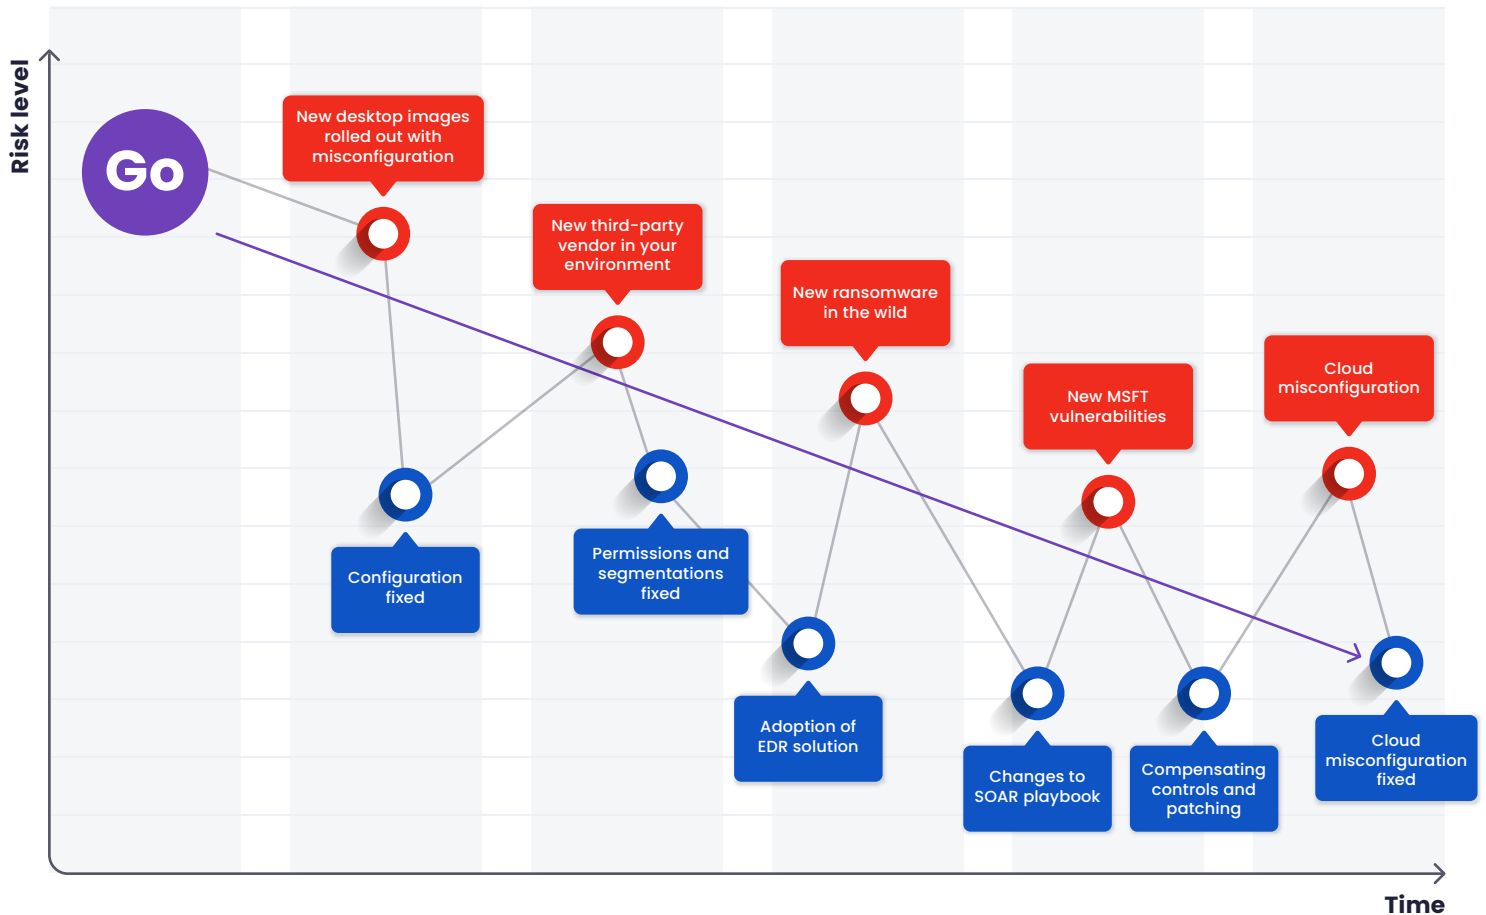 Risk level
Go
New desktop images
rolled out with
misconfiguration
New third-party
vendor in your
environment
New ransomware
in the wild
New MSFT
vulnerabilities
Cloud
misconfiguration
Configuration
fixed
Permissions and
segmentations
fixed
Adoption of
EDR solution
Changes to
SOAR playbook
Compensating
controls and
patching
Cloud
misconfiguration
fixed
Time